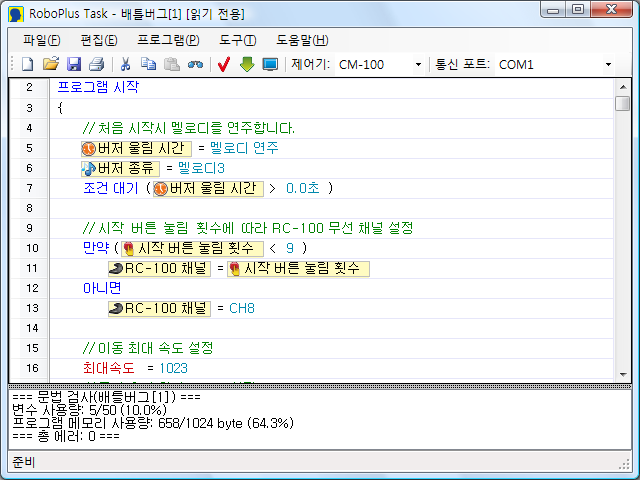 RoboPlus Task - 배틀버그[1] [읽기 전용]
파일(F) 편집(E) 프로그램(P) 도구(T) 도움말(H)
제어기: CM-100 통신 포트: COM1
2 프로그램 시작
3 {
4 // 처음 시작시 멜로디를 연주합니다.
5 버저 울림 시간 = 멜로디 연주
6 버저 종류 = 멜로디3
7 조건 대기 ( 버저 울림 시간 > 0.0초 )
8
9 // 시작 버튼 눌림 횟수에 따라 RC-100 무선 채널 설정
10 만약 ( 시작 버튼 눌림 횟수 < 9 )
11 RC-100 채널 = 시작 버튼 눌림 횟수
12 아니면
13 RC-100 채널 = CH8
14
15 // 이동 최대 속도 설정
16 최대속도 = 1023
=== 문법 검사(배틀버그[1]) ===
변수 사용량: 5/50 (10.0%)
프로그램 메모리 사용량: 658/1024 byte (64.3%)
=== 총 에러: 0 ===
준비